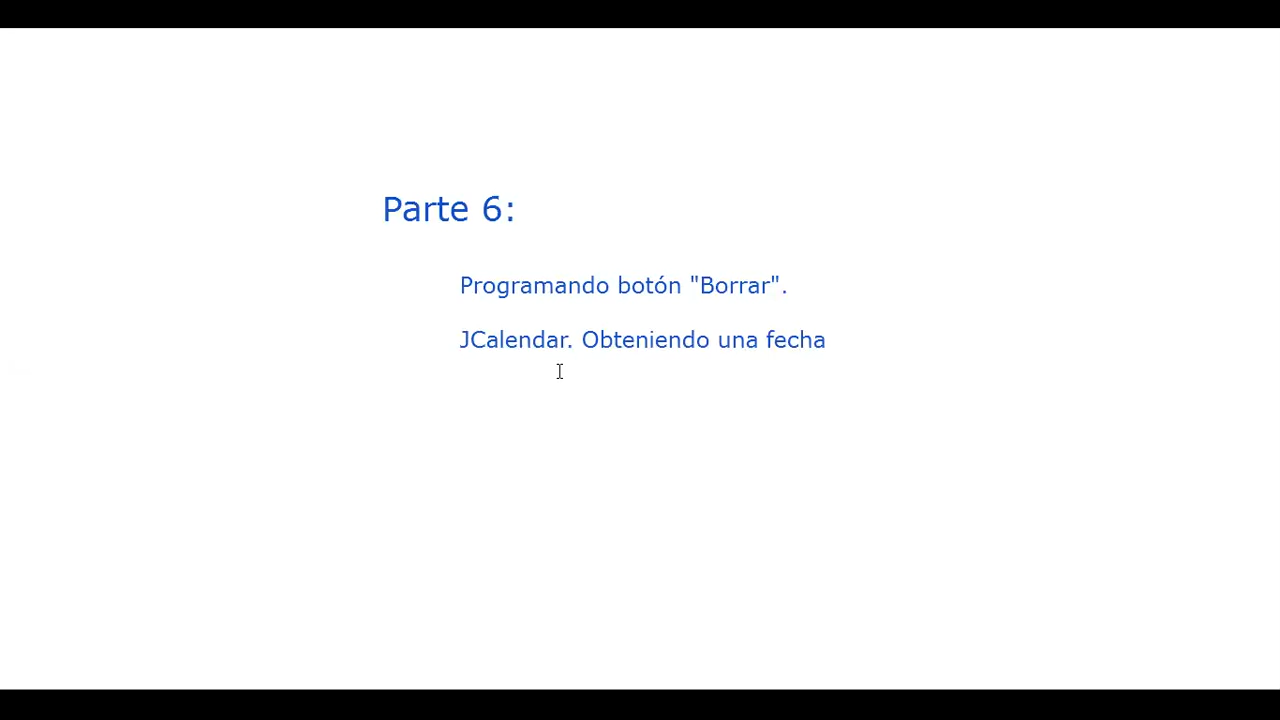 Parte 6:
Programando botón "Borrar".
JCalendar. Obteniendo una fecha